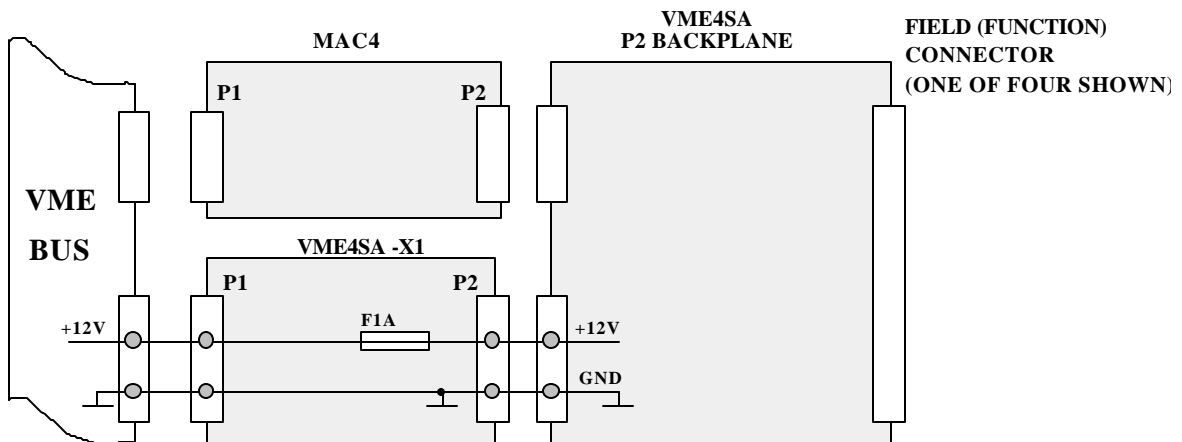 VME4SA
P2 BACKPLANE
MAC4
FIELD (FUNCTION)
CONNECTOR
(ONE OF FOUR SHOWN)
P1
P2
VME
BUS
VME4SA -X1
P1
P2
+12V
F1A
+12V
GND